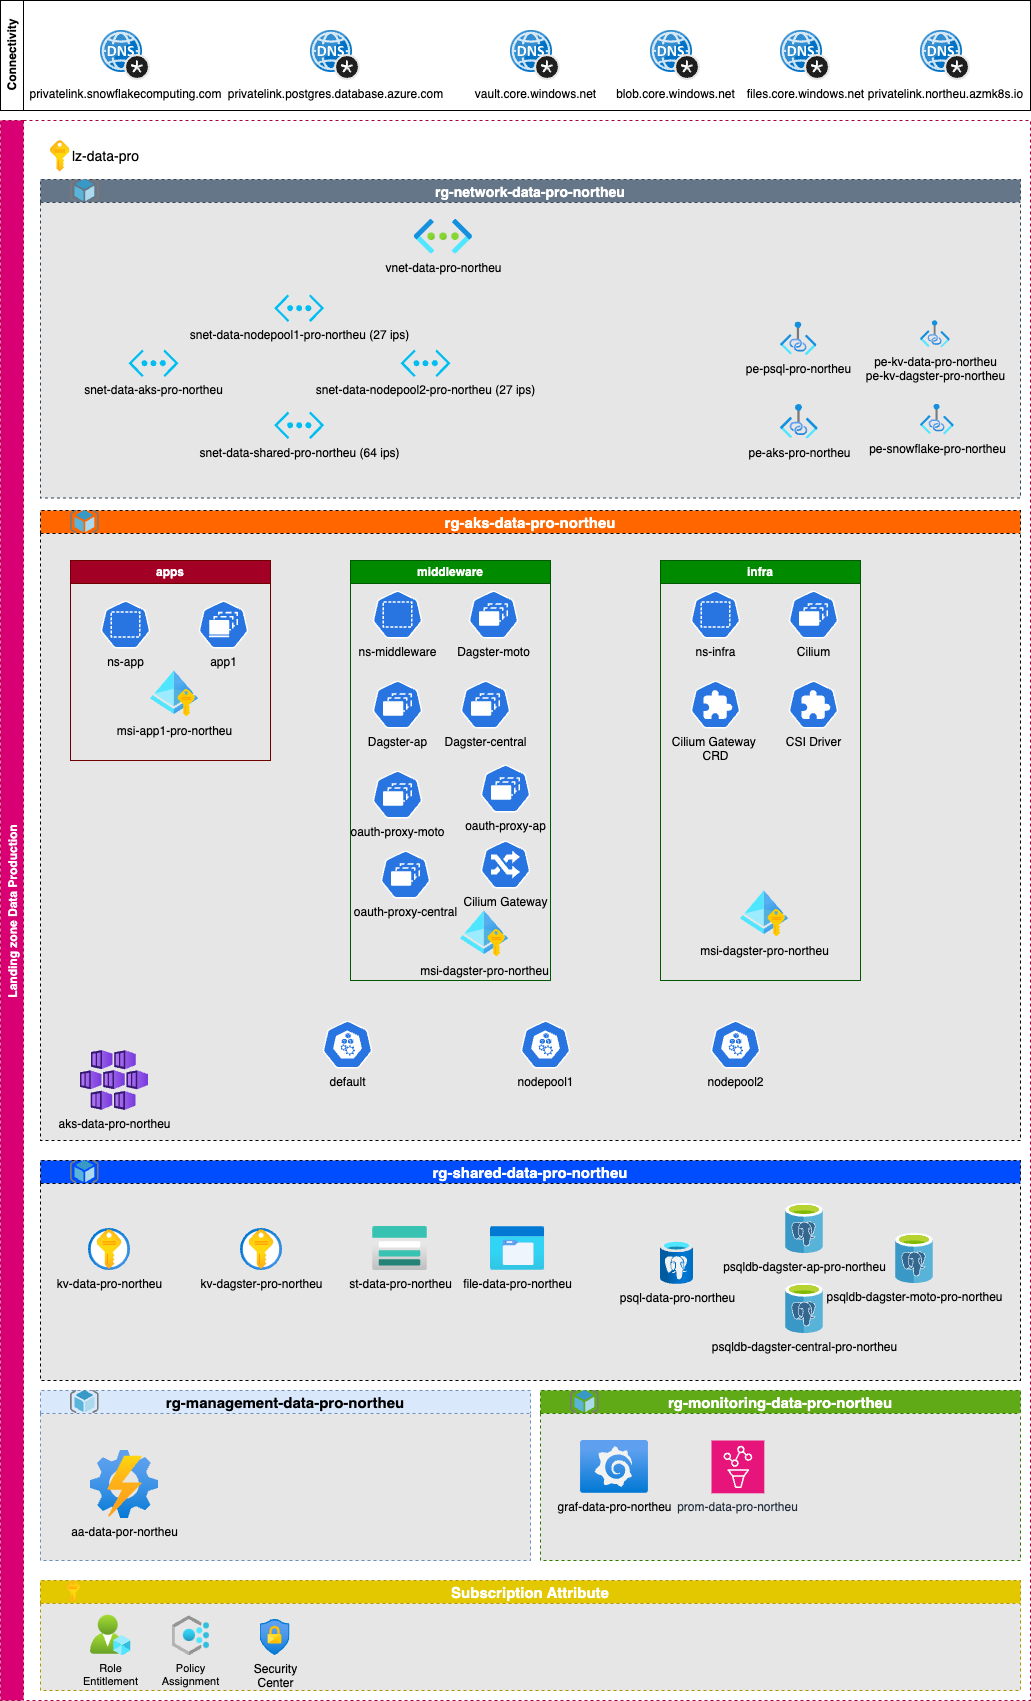 Connectivity
DNS
DNS
DNS
DNS
DNS
DNS
privatelink.snowflakecomputing.com
privatelink.postgres.database.azure.com
vault.core.windows.net
blob.core.windows.net
files.core.windows.net
privatelink.northeu.azmk8s.io
Landing zone Data Production
lz-data-pro
rg-network-data-pro-northeu
vnet-data-pro-northeu
snet-data-nodepool1-pro-northeu (27 ips)
snet-data-aks-pro-northeu
snet-data-nodepool2-pro-northeu (27 ips)
snet-data-shared-pro-northeu (64 ips)
pe-psql-pro-northeu
pe-kv-data-pro-northeu
pe-kv-dagster-pro-northeu
pe-aks-pro-northeu
pe-snowflake-pro-northeu
rg-aks-data-pro-northeu
apps
ns-app
app1
msi-app1-pro-northeu
middleware
ns-middleware
Dagster-moto
Dagster-ap
Dagster-central
oauth-proxy-moto
oauth-proxy-ap
oauth-proxy-central
Cilium Gateway
msi-dagster-pro-northeu
infra
ns-infra
Cilium
Cilium Gateway
CRD
CSI Driver
msi-dagster-pro-northeu
default
nodepool1
nodepool2
aks-data-pro-northeu
rg-shared-data-pro-northeu
kv-data-pro-northeu
kv-dagster-pro-northeu
st-data-pro-northeu
file-data-pro-northeu
psql-data-pro-northeu
psqldb-dagster-ap-pro-northeu
psqldb-dagster-moto-pro-northeu
psqldb-dagster-central-pro-northeu
rg-management-data-pro-northeu
aa-data-por-northeu
rg-monitoring-data-pro-northeu
graf-data-pro-northeu
prom-data-pro-northeu
Subscription Attribute
Role
Entitlement
Policy
Assignment
Security
Center